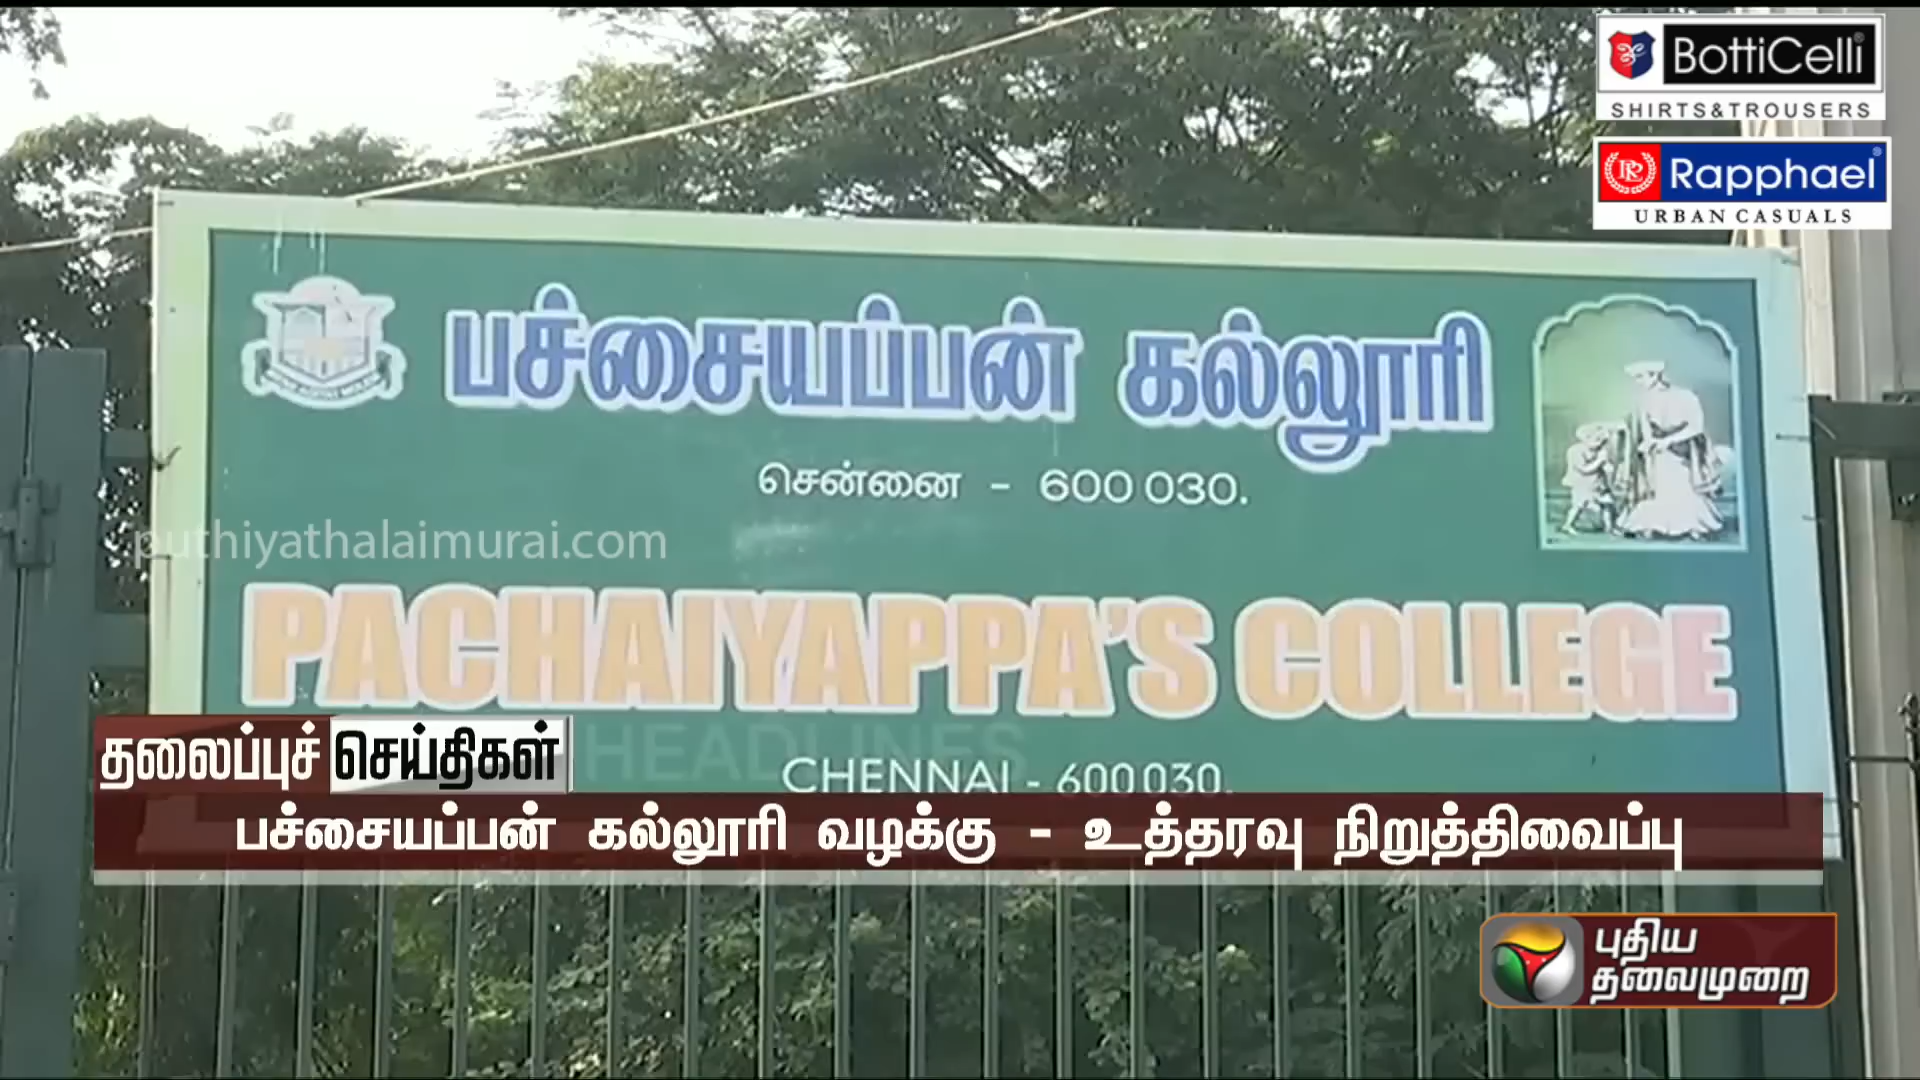 BottiCelli
SHIRTS&TROUSERS
Rapphael
URBAN CASUALS
பச்சையப்பன் கல்லூரி
சென்னை - 600 030.
puthiyathalaimurai.com
PACHAIYAPPA'S COLLEGE
HEADLINES
CHENNAI - 600 030.
தலைப்புச் செய்திகள்
பச்சையப்பன் கல்லூரி வழக்கு - உத்தரவு நிறுத்திவைப்பு
புதிய
தலைமுறை